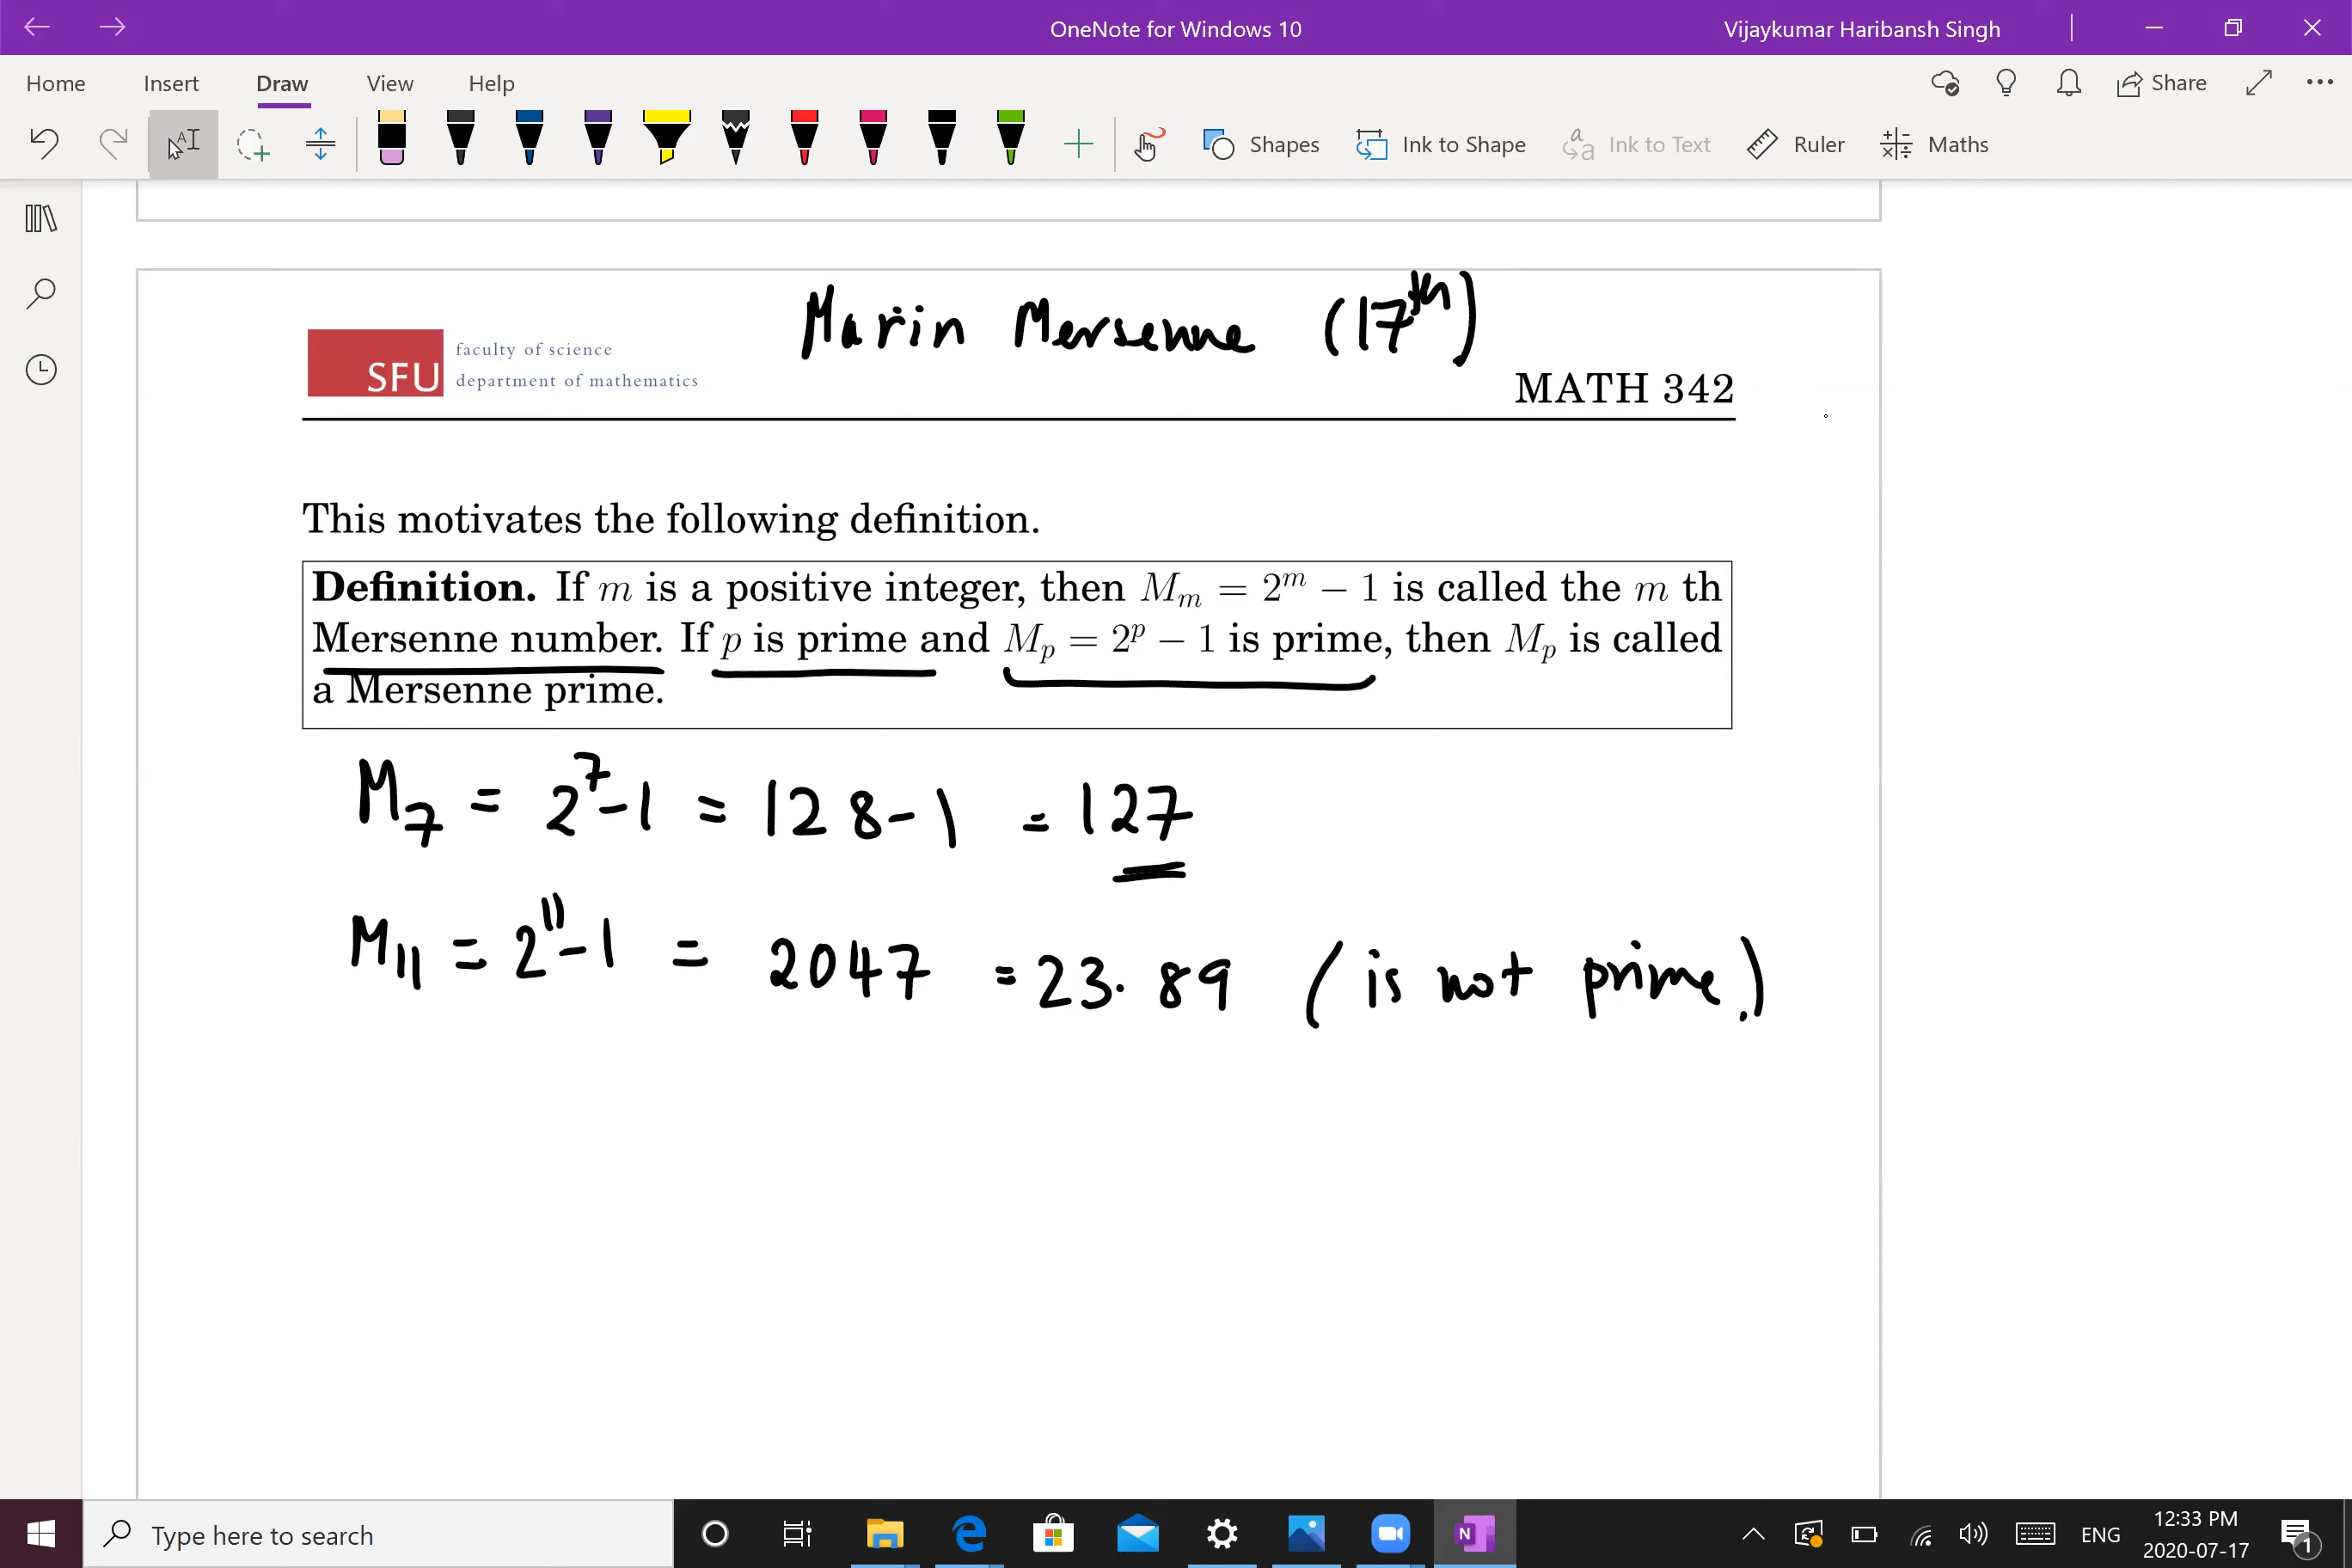 OneNote for Windows 10
Vijaykumar Haribansh Singh
Home Insert Draw View Help
Share
Shapes Ink to Shape Ink to Text Ruler Maths
Marin Mersenne (17th)
SFU
faculty of science
department of mathematics
MATH 342
This motivates the following definition.
Definition. If m is a positive integer, then Mₘ = 2ᵐ − 1 is called the m th
Mersenne number. If p is prime and Mₚ = 2ᵖ − 1 is prime, then Mₚ is called
a Mersenne prime.
M₇ = 2⁷-1 = 128-1 = 127
M₁₁ = 2¹¹-1 = 2047 = 23·89 (is not prime.)
Type here to search
ENG
12:33 PM
2020-07-17
1